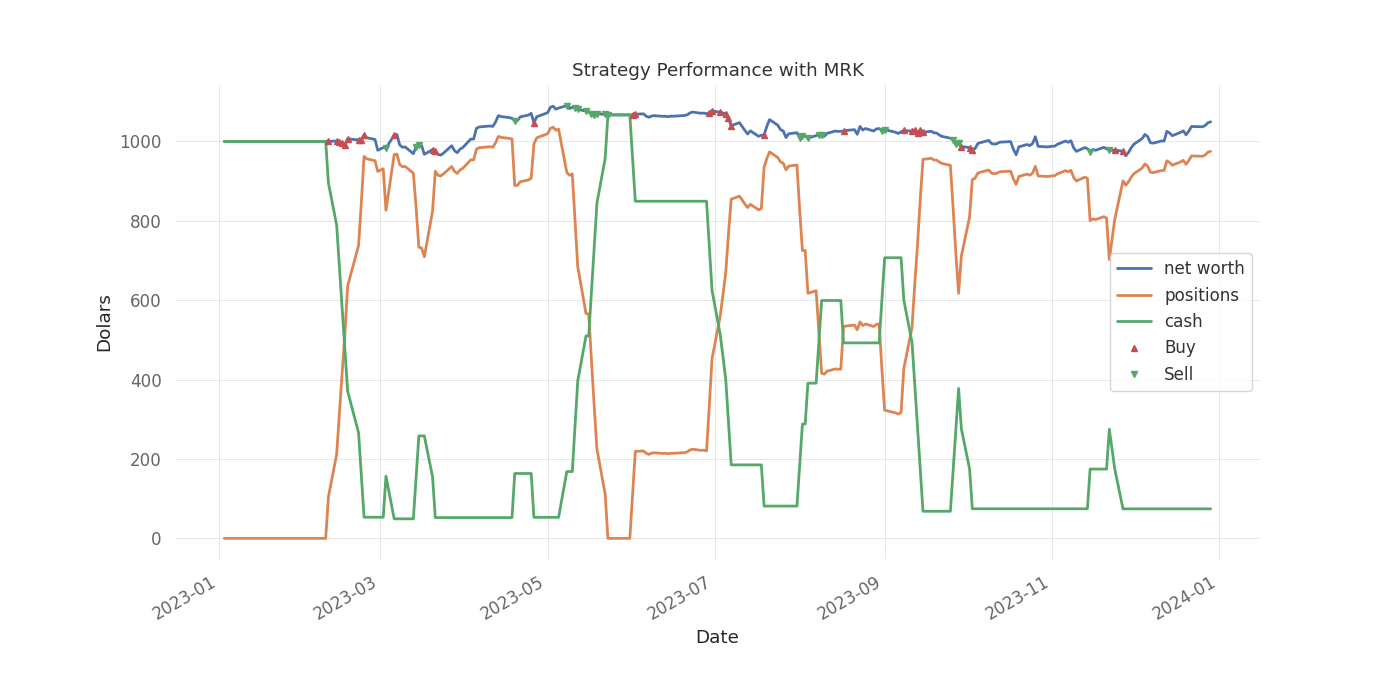 Strategy Performance with MRK
1000
800
600
400
200
0
Dolars
net worth
positions
cash
Buy
Sell
2023-01
2023-03
2023-05
2023-07
2023-09
2023-11
2024-01
Date